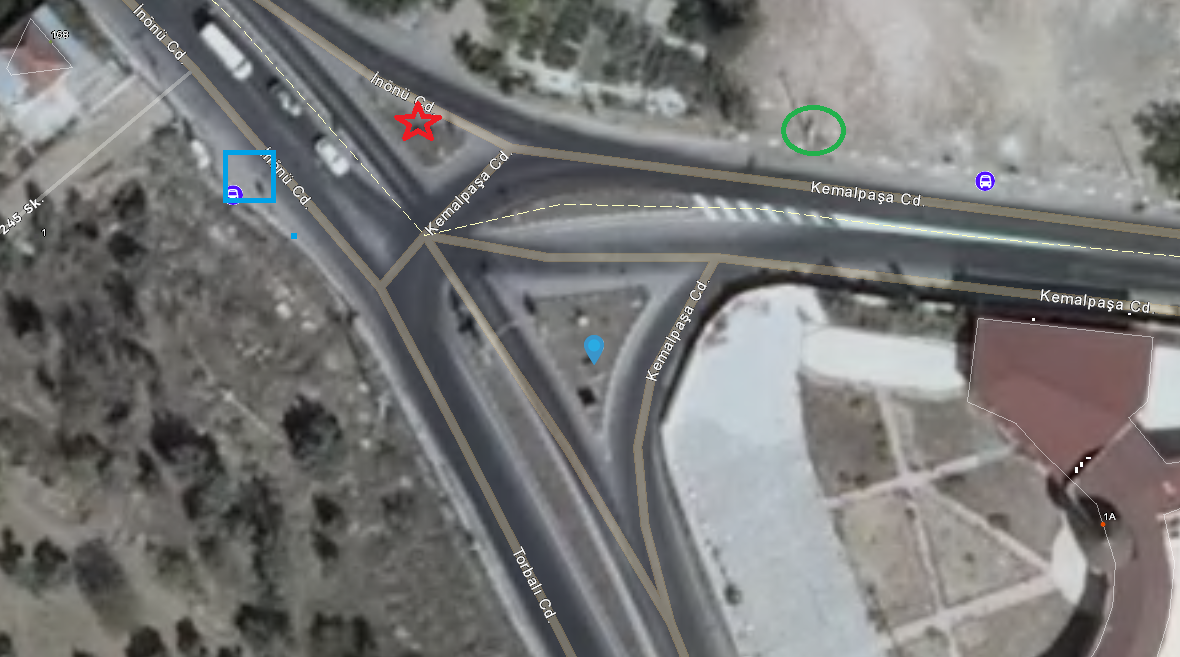 İnönü Cd.
168
İnönü Cd.
Kemalpaşa Cd.
İnönü Cd.
Kemalpaşa Cd.
245 Sk.
1
Kemalpaşa Cd.
Kemalpaşa Cd.
1A
Torbalı Cd.